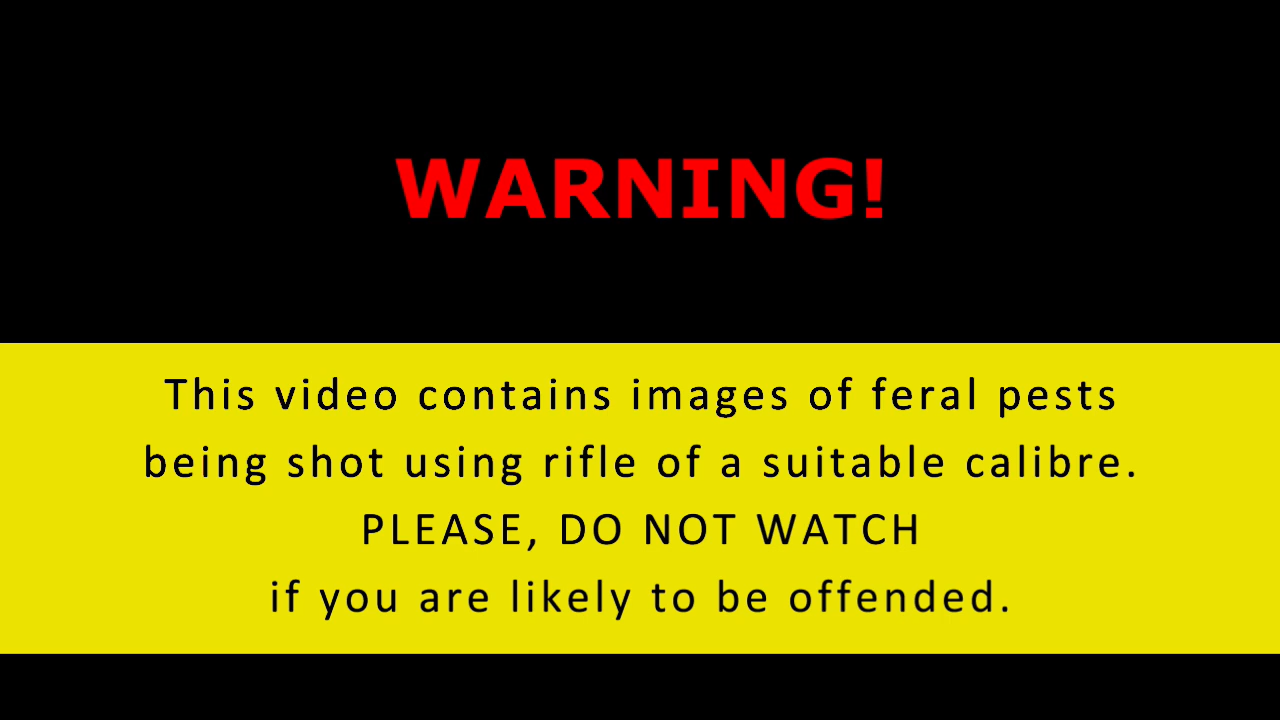 WARNING!
This video contains images of feral pests
being shot using rifle of a suitable calibre.
PLEASE, DO NOT WATCH
if you are likely to be offended.